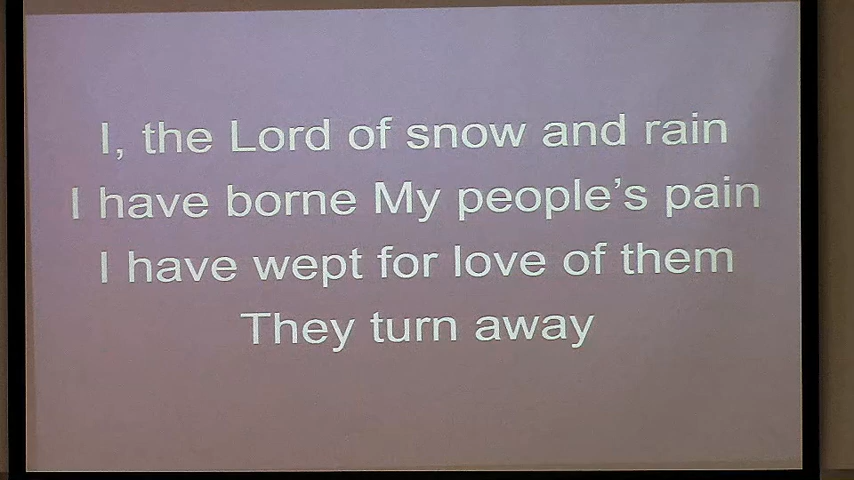 I, the Lord of snow and rain
I have borne My people's pain
I have wept for love of them
They turn away